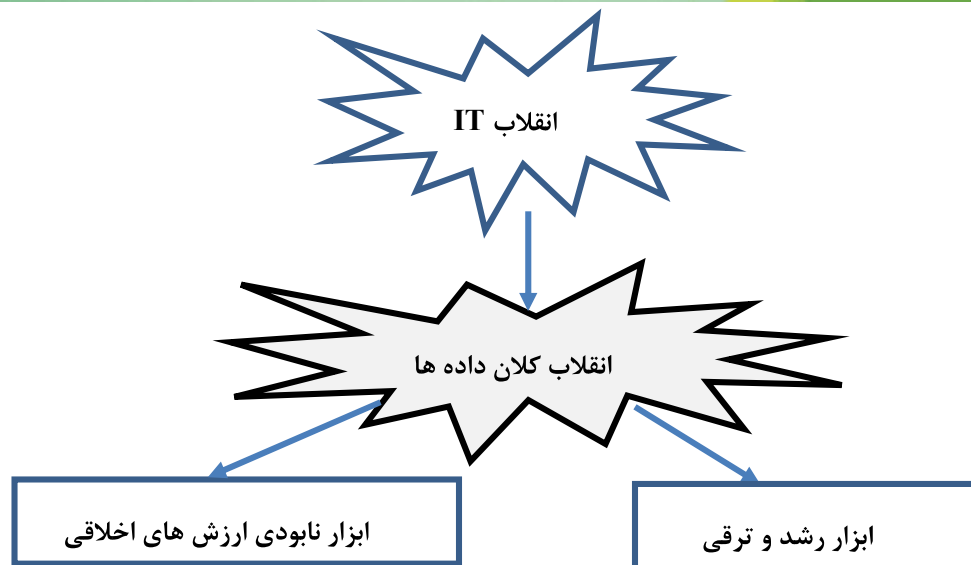 انقلاب IT
انقلاب کلان داده ها
ابزار رشد و ترقی
ابزار نابودی ارزش های اخلاقی